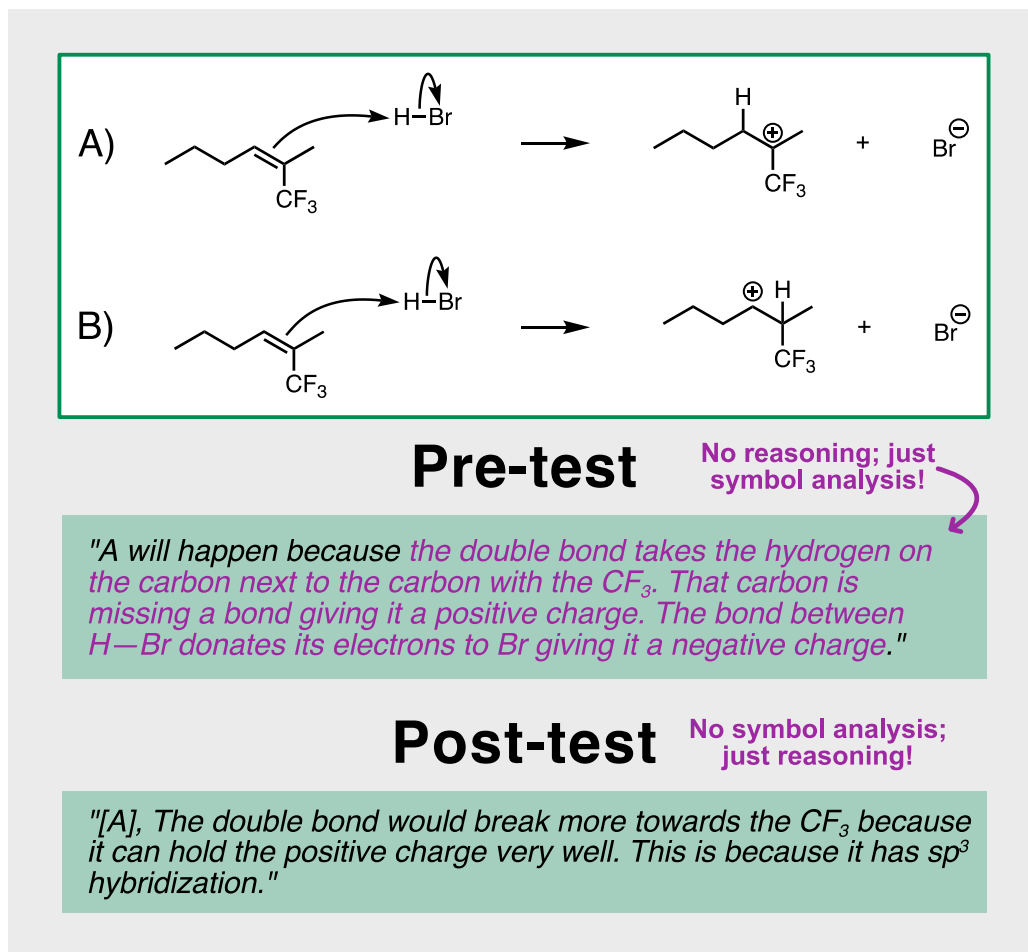 H
A)
H–Br
⊕
+
Br⊖
CF₃
CF₃
B)
H–Br
⊕ H
+
Br⊖
CF₃
CF₃
Pre-test
No reasoning; just
symbol analysis!
"A will happen because the double bond takes the hydrogen on
the carbon next to the carbon with the CF₃. That carbon is
missing a bond giving it a positive charge. The bond between
H—Br donates its electrons to Br giving it a negative charge."
Post-test
No symbol analysis;
just reasoning!
"[A], The double bond would break more towards the CF₃ because
it can hold the positive charge very well. This is because it has sp³
hybridization."